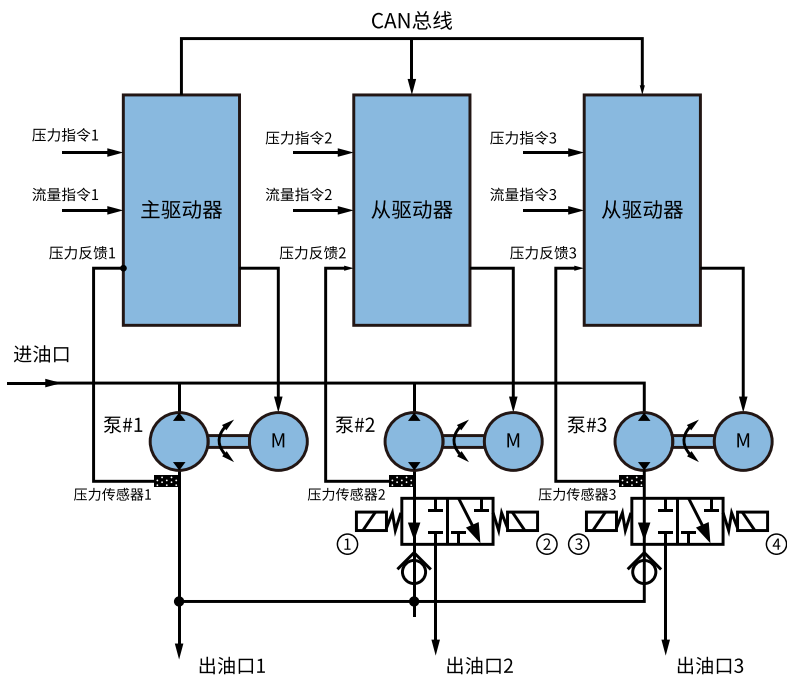 CAN总线
压力指令1
压力指令2
压力指令3
流量指令1
流量指令2
流量指令3
主驱动器
从驱动器
从驱动器
压力反馈1
压力反馈2
压力反馈3
进油口
泵#1
M
泵#2
M
泵#3
M
压力传感器1
压力传感器2
压力传感器3
①
②
③
④
出油口1
出油口2
出油口3